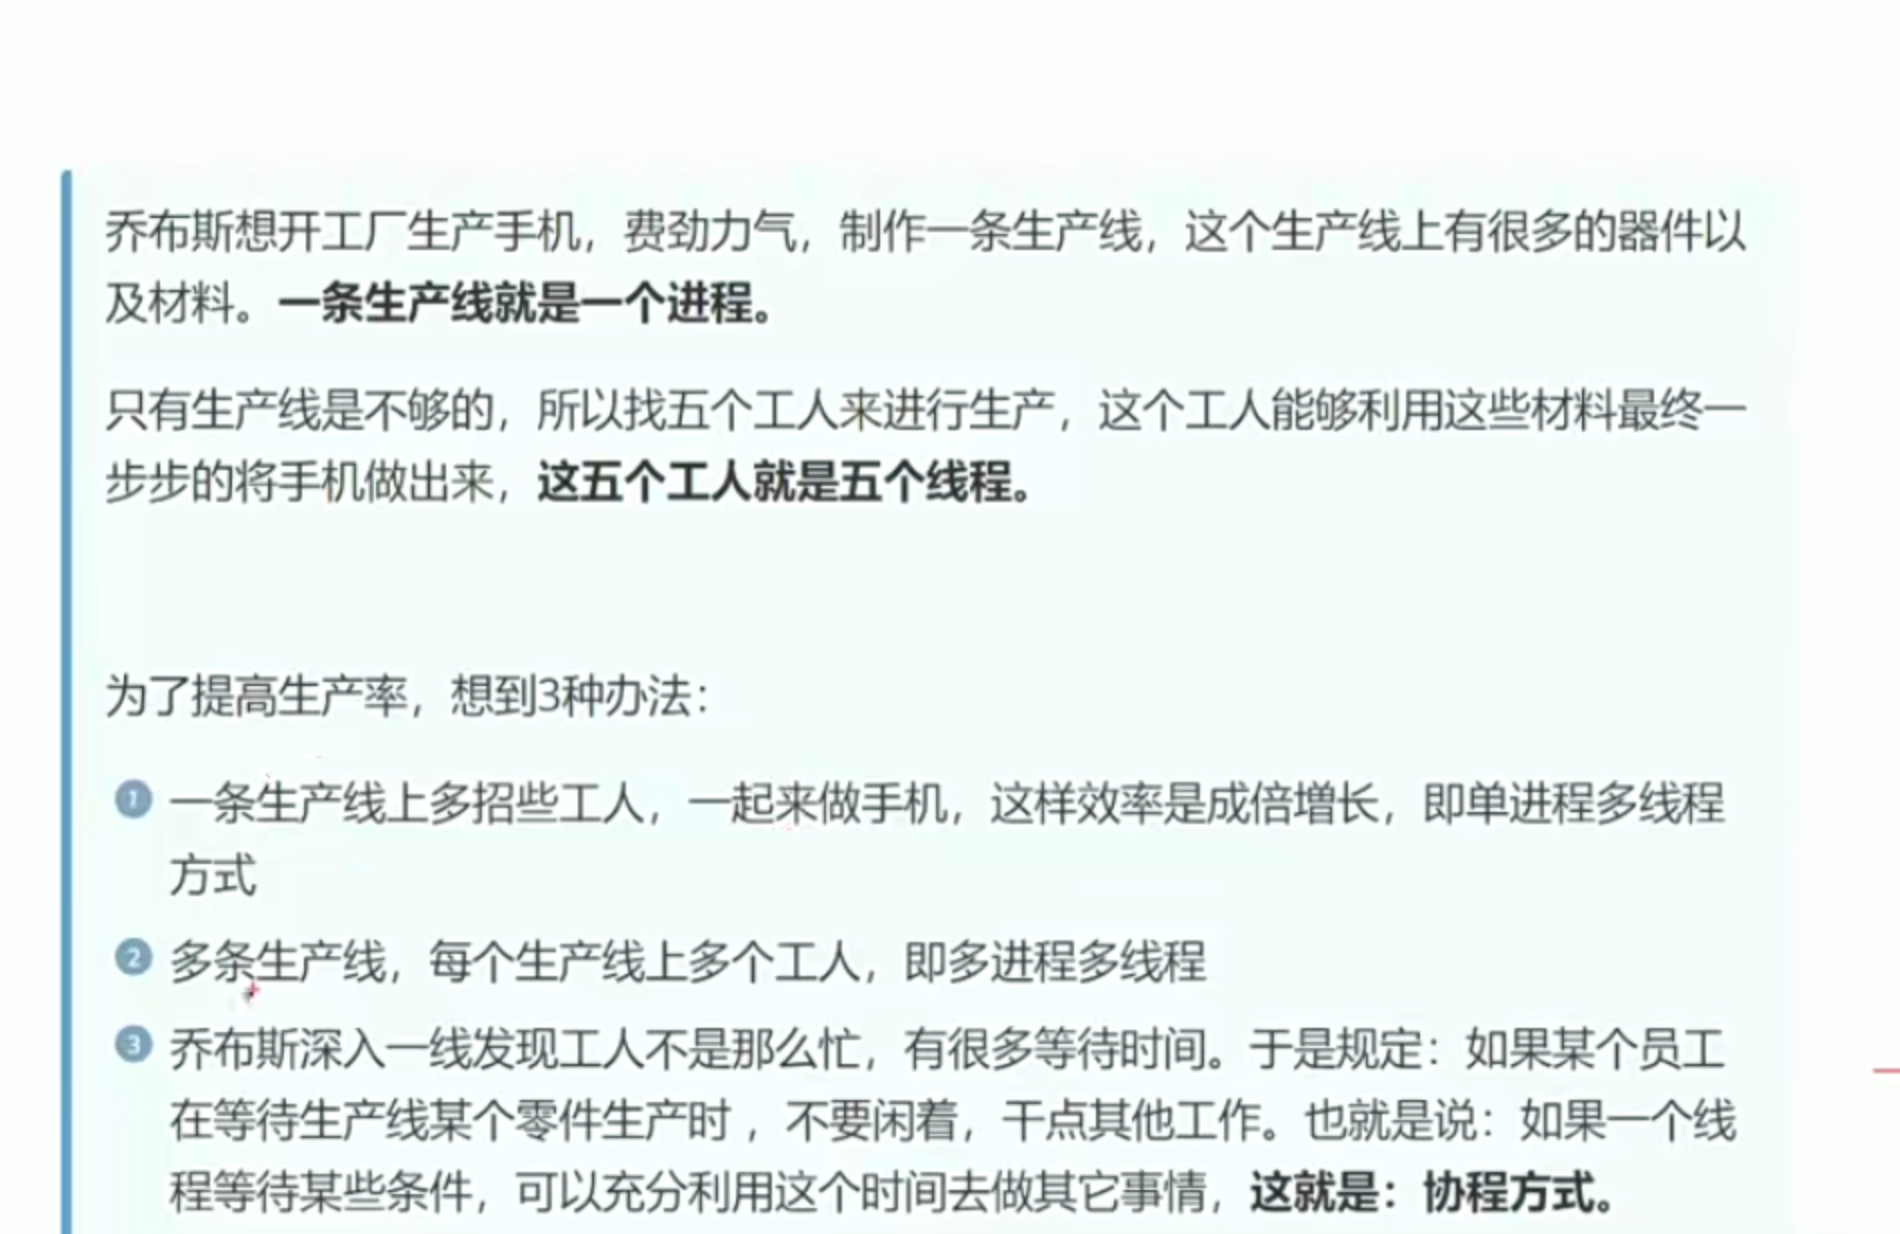 乔布斯想开工厂生产手机，费劲力气，制作一条生产线，这个生产线上有很多的器件以
及材料。一条生产线就是一个进程。
只有生产线是不够的，所以找五个工人来进行生产，这个工人能够利用这些材料最终一
步步的将手机做出来，这五个工人就是五个线程。
为了提高生产率，想到3种办法：
1 一条生产线上多招些工人，一起来做手机，这样效率是成倍增长，即单进程多线程
方式
2 多条生产线，每个生产线上多个工人，即多进程多线程
3 乔布斯深入一线发现工人不是那么忙，有很多等待时间。于是规定：如果某个员工
在等待生产线某个零件生产时，不要闲着，干点其他工作。也就是说：如果一个线
程等待某些条件，可以充分利用这个时间去做其它事情，这就是：协程方式。